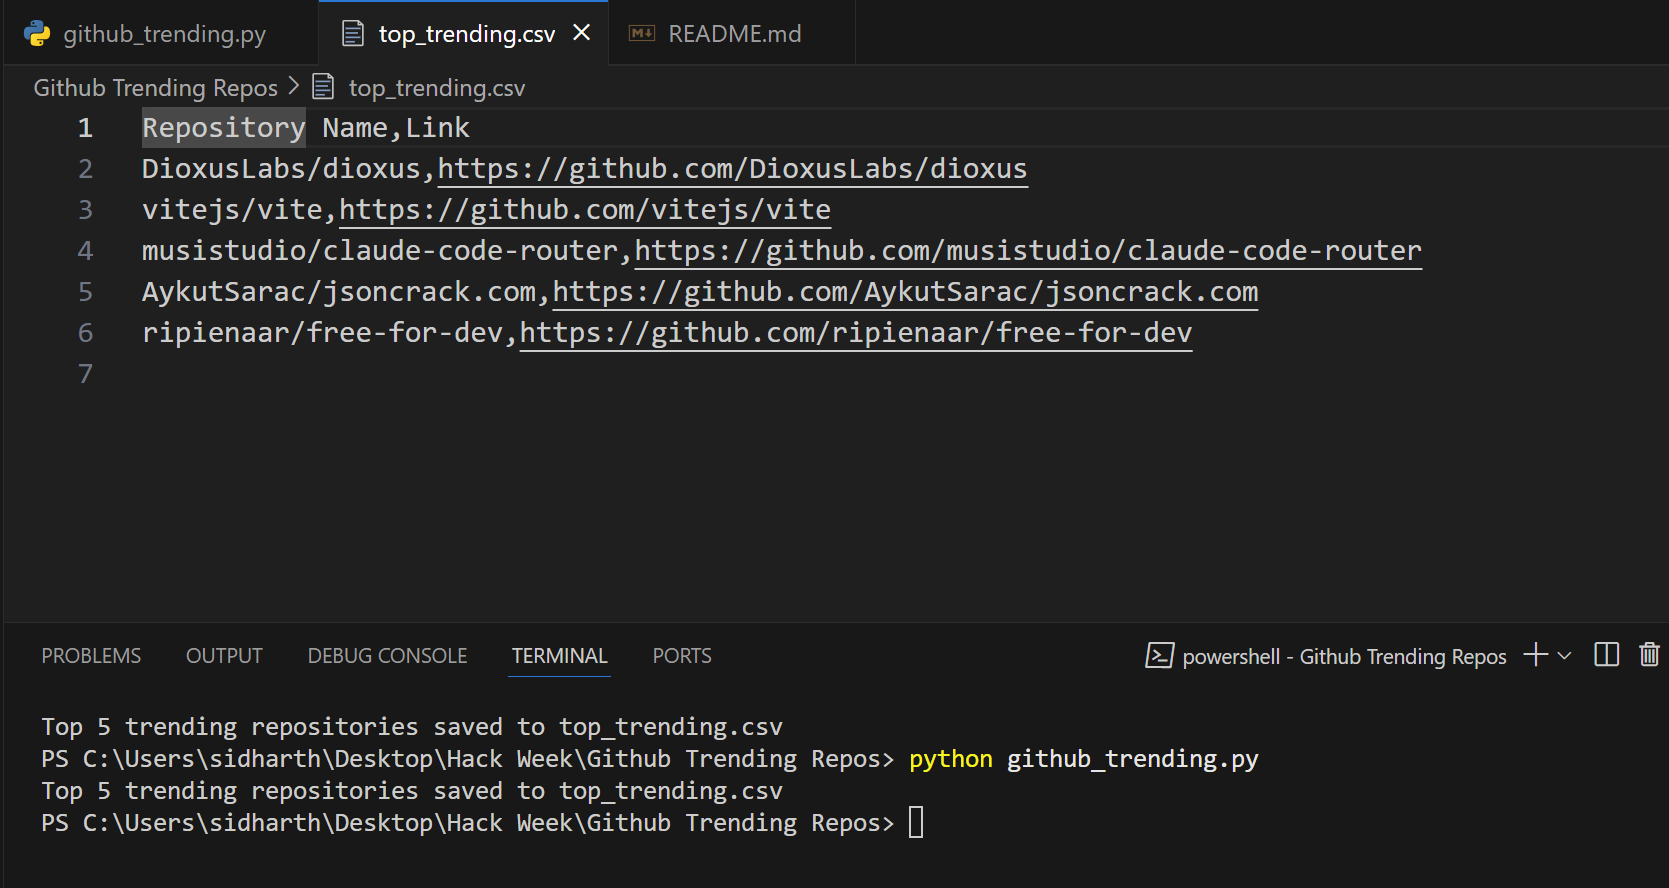 github_trending.py top_trending.csv README.md
Github Trending Repos > top_trending.csv
1 Repository Name,Link
2 DioxusLabs/dioxus,https://github.com/DioxusLabs/dioxus
3 vitejs/vite,https://github.com/vitejs/vite
4 musistudio/claude-code-router,https://github.com/musistudio/claude-code-router
5 AykutSarac/jsoncrack.com,https://github.com/AykutSarac/jsoncrack.com
6 ripienaar/free-for-dev,https://github.com/ripienaar/free-for-dev
7
PROBLEMS OUTPUT DEBUG CONSOLE TERMINAL PORTS powershell - Github Trending Repos
Top 5 trending repositories saved to top_trending.csv
PS C:\Users\sidharth\Desktop\Hack Week\Github Trending Repos> python github_trending.py
Top 5 trending repositories saved to top_trending.csv
PS C:\Users\sidharth\Desktop\Hack Week\Github Trending Repos>